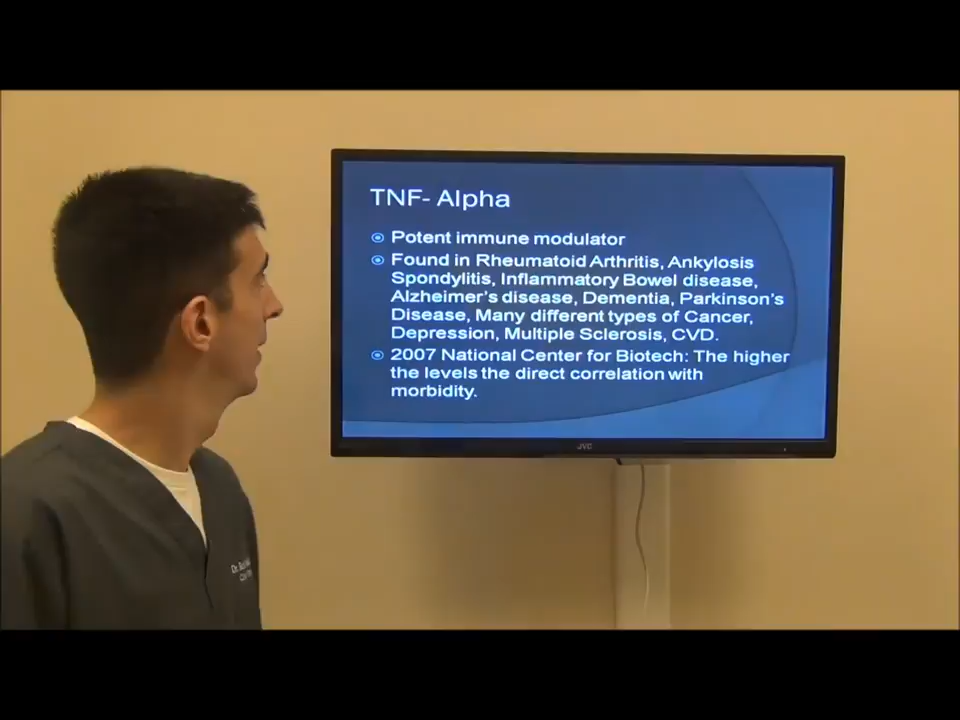 TNF- Alpha
Potent immune modulator
Found in Rheumatoid Arthritis, Ankylosis
Spondylitis, Inflammatory Bowel disease,
Alzheimer's disease, Dementia, Parkinson's
Disease, Many different types of Cancer,
Depression, Multiple Sclerosis, CVD.
2007 National Center for Biotech: The higher
the levels the direct correlation with
morbidity.
JVC
Dr.